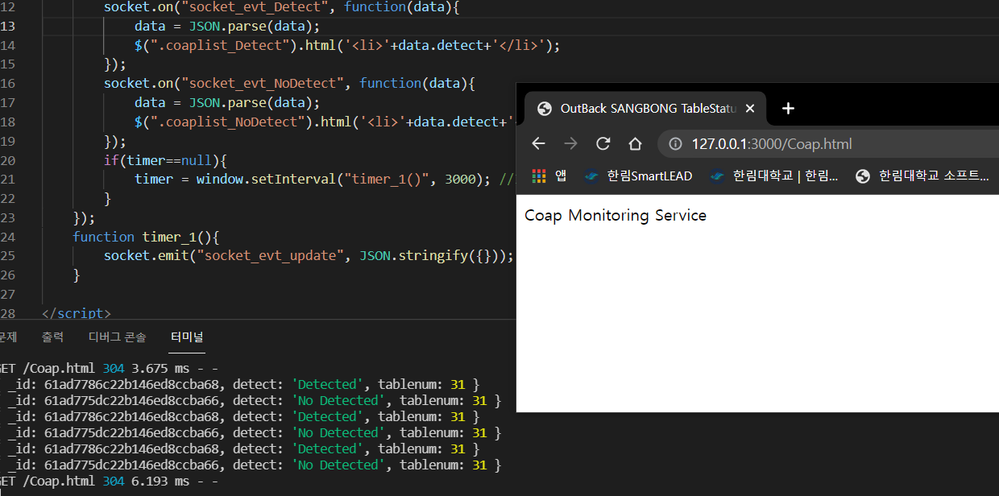 12 socket.on("socket_evt_Detect", function(data){
13 data = JSON.parse(data);
14 $(".coaplist_Detect").html('<li>'+data.detect+'</li>');
15 });
16 socket.on("socket_evt_NoDetect", function(data){
17 data = JSON.parse(data);
18 $(".coaplist_NoDetect").html('<li>'+data.detect+'
19 });
20 if(timer==null){
21 timer = window.setInterval("timer_1()", 3000); //
22 }
23 });
24 function timer_1(){
25 socket.emit("socket_evt_update", JSON.stringify({}));
26 }
27
28 </script>
OutBack SANGBONG TableStatu
127.0.0.1:3000/Coap.html
앱 한림SmartLEAD 한림대학교 | 한림... 한림대학교 소프트...
Coap Monitoring Service
문제 출력 디버그 콘솔 터미널
GET /Coap.html 304 3.675 ms - -
_id: 61ad7786c22b146ed8ccba68, detect: 'Detected', tablenum: 31 }
_id: 61ad775dc22b146ed8ccba66, detect: 'No Detected', tablenum: 31 }
_id: 61ad7786c22b146ed8ccba68, detect: 'Detected', tablenum: 31 }
_id: 61ad775dc22b146ed8ccba66, detect: 'No Detected', tablenum: 31 }
_id: 61ad7786c22b146ed8ccba68, detect: 'Detected', tablenum: 31 }
_id: 61ad775dc22b146ed8ccba66, detect: 'No Detected', tablenum: 31 }
GET /Coap.html 304 6.193 ms - -